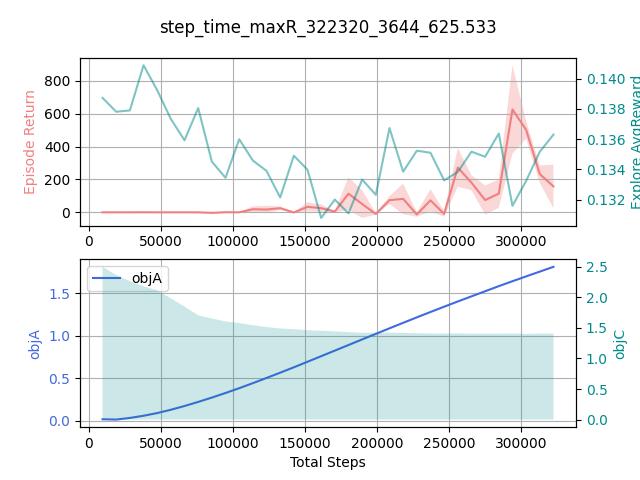 step_time_maxR_322320_3644_625.533
Episode Return
800
600
400
200
0
0.140
0.138
0.136
0.134
0.132
Explore AvgReward
0 50000 100000 150000 200000 250000 300000
objA
objA
1.5
1.0
0.5
0.0
2.5
2.0
1.5
1.0
0.5
0.0
objC
0 50000 100000 150000 200000 250000 300000
Total Steps